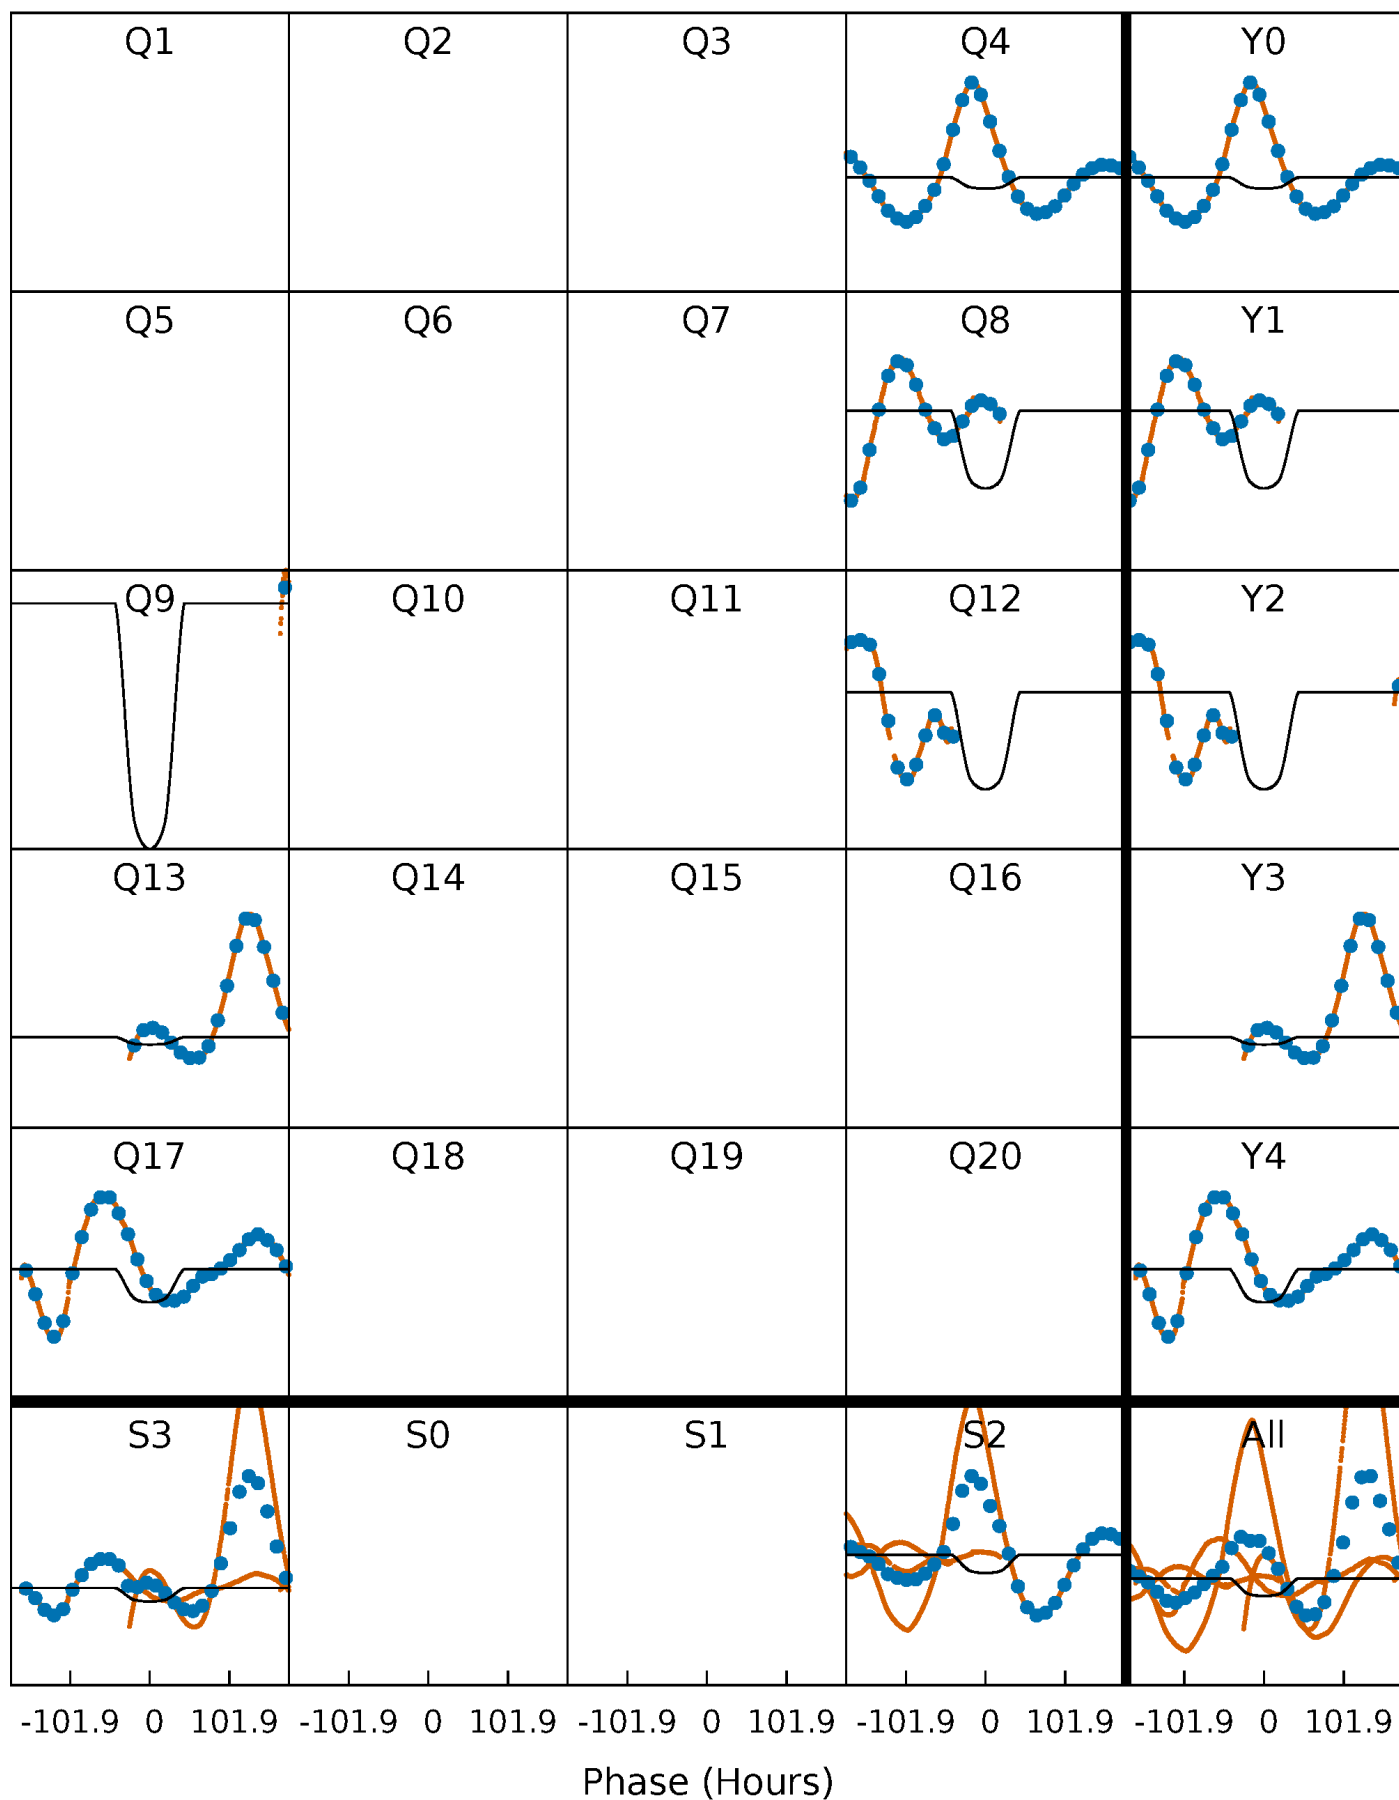 Q1 Q2 Q3 Q4 Y0
Q5 Q6 Q7 Q8 Y1
Q9 Q10 Q11 Q12 Y2
Q13 Q14 Q15 Q16 Y3
Q17 Q18 Q19 Q20 Y4
S3 S0 S1 S2 All
-101.9 0 101.9 -101.9 0 101.9 -101.9 0 101.9 -101.9 0 101.9 -101.9 0 101.9
Phase (Hours)